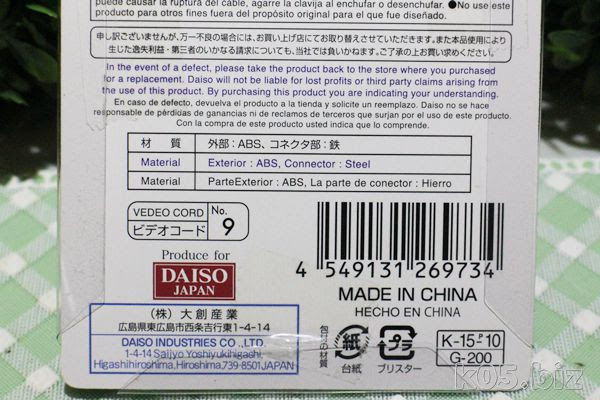 puede causar la ruptura del cable, agarre la clavija al enchufar o desenchufar. ●No use este
producto para otros fines fuera del propósito original para el que fue diseñado.
申し訳ございませんが、万一不良の場合には、お買い上げ店にてお取り替えさせていただきます。また本品使用により
生じた逸失利益・第三者のいかなる請求についても、当社では負いかねます。ご了承の上お買い求めください。
In the event of a defect, please take the product back to the store where you purchased
for a replacement. Daiso will not be liable for lost profits or third party claims arising from
the use of this product. By purchasing this product you are indicating your understanding.
En caso de defecto, devuelva el producto a la tienda y solicite un reemplazo. Daiso no se hace
responsable de pérdidas de ganancias ni de reclamos de terceros que surjan por el uso de este producto.
Con la compra de este producto usted indica que lo comprende.
材 質 外部：ABS、コネクタ部：鉄
Material Exterior : ABS, Connector : Steel
Material ParteExterior : ABS, La parte de conector : Hierro
VEDEO CORD No.
ビデオコード 9
Produce for
DAISO
JAPAN
4 549131 269734
MADE IN CHINA
HECHO EN CHINA
(株) 大創産業
広島県東広島市西条吉行東1-4-14
DAISO INDUSTRIES CO.,LTD.
1-4-14 Saijyo Yoshiyukihigashi,
Higashihiroshima,Hiroshima,739-8501JAPAN
包むものの
紙 プラ
台紙 ブリスター
K-15-P10
G-200
k05.biz